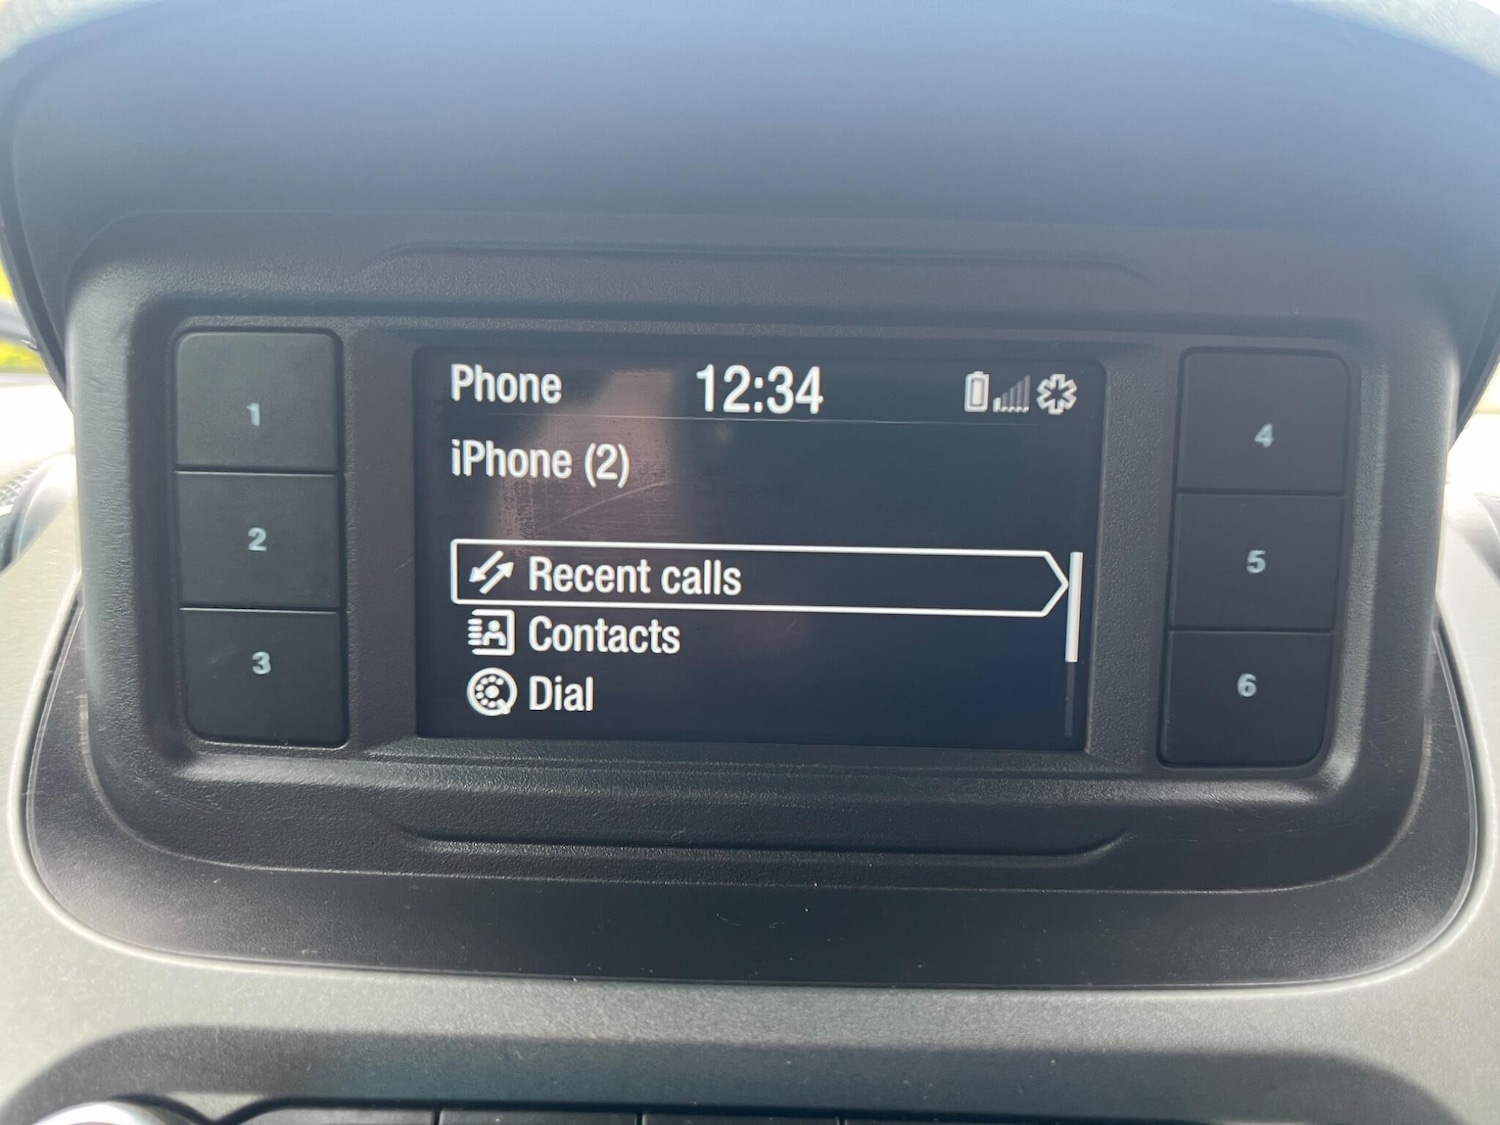 Phone 12:34
iPhone (2)
Recent calls
Contacts
Dial
1
2
3
4
5
6